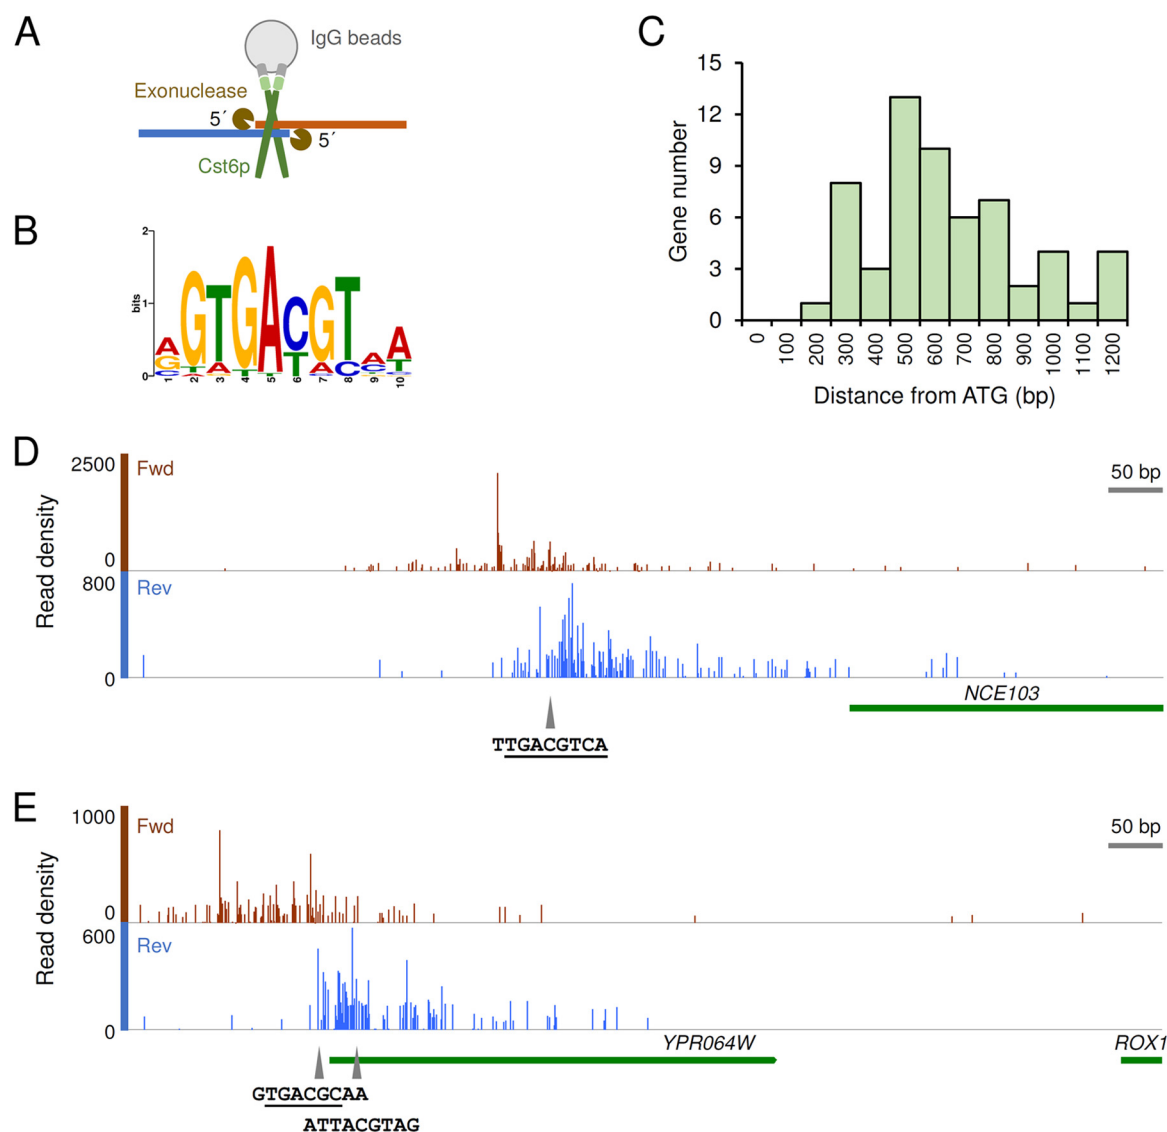 A
IgG beads
Exonuclease
5´
5´
Cst6p
B
2
bits
1
0
AGTGACGTAA
1 2 3 4 5 6 7 8 9 10
C
Gene number
15
12
9
6
3
0
0 100 200 300 400 500 600 700 800 900 1000 1100 1200
Distance from ATG (bp)
D
Read density
2500
Fwd
50 bp
0
800
Rev
0
NCE103
TTGACGTCA
E
Read density
1000
Fwd
50 bp
0
600
Rev
0
YPR064W
ROX1
GTGACGCAA
ATTACGTAG